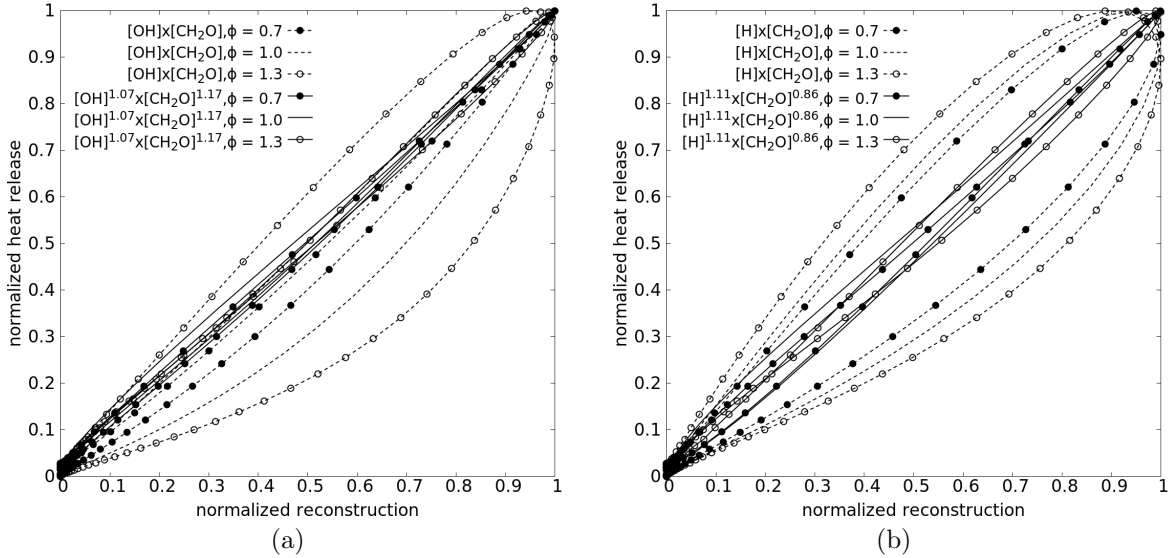 [OH]x[CH₂O],ϕ = 0.7
[OH]x[CH₂O],ϕ = 1.0
[OH]x[CH₂O],ϕ = 1.3
[OH]¹·⁰⁷x[CH₂O]¹·¹⁷,ϕ = 0.7
[OH]¹·⁰⁷x[CH₂O]¹·¹⁷,ϕ = 1.0
[OH]¹·⁰⁷x[CH₂O]¹·¹⁷,ϕ = 1.3
1
0.9
0.8
0.7
0.6
0.5
0.4
0.3
0.2
0.1
0
normalized heat release
0 0.1 0.2 0.3 0.4 0.5 0.6 0.7 0.8 0.9 1
normalized reconstruction
(a)
[H]x[CH₂O],ϕ = 0.7
[H]x[CH₂O],ϕ = 1.0
[H]x[CH₂O],ϕ = 1.3
[H]¹·¹¹x[CH₂O]⁰·⁸⁶,ϕ = 0.7
[H]¹·¹¹x[CH₂O]⁰·⁸⁶,ϕ = 1.0
[H]¹·¹¹x[CH₂O]⁰·⁸⁶,ϕ = 1.3
1
0.9
0.8
0.7
0.6
0.5
0.4
0.3
0.2
0.1
0
normalized heat release
0 0.1 0.2 0.3 0.4 0.5 0.6 0.7 0.8 0.9 1
normalized reconstruction
(b)